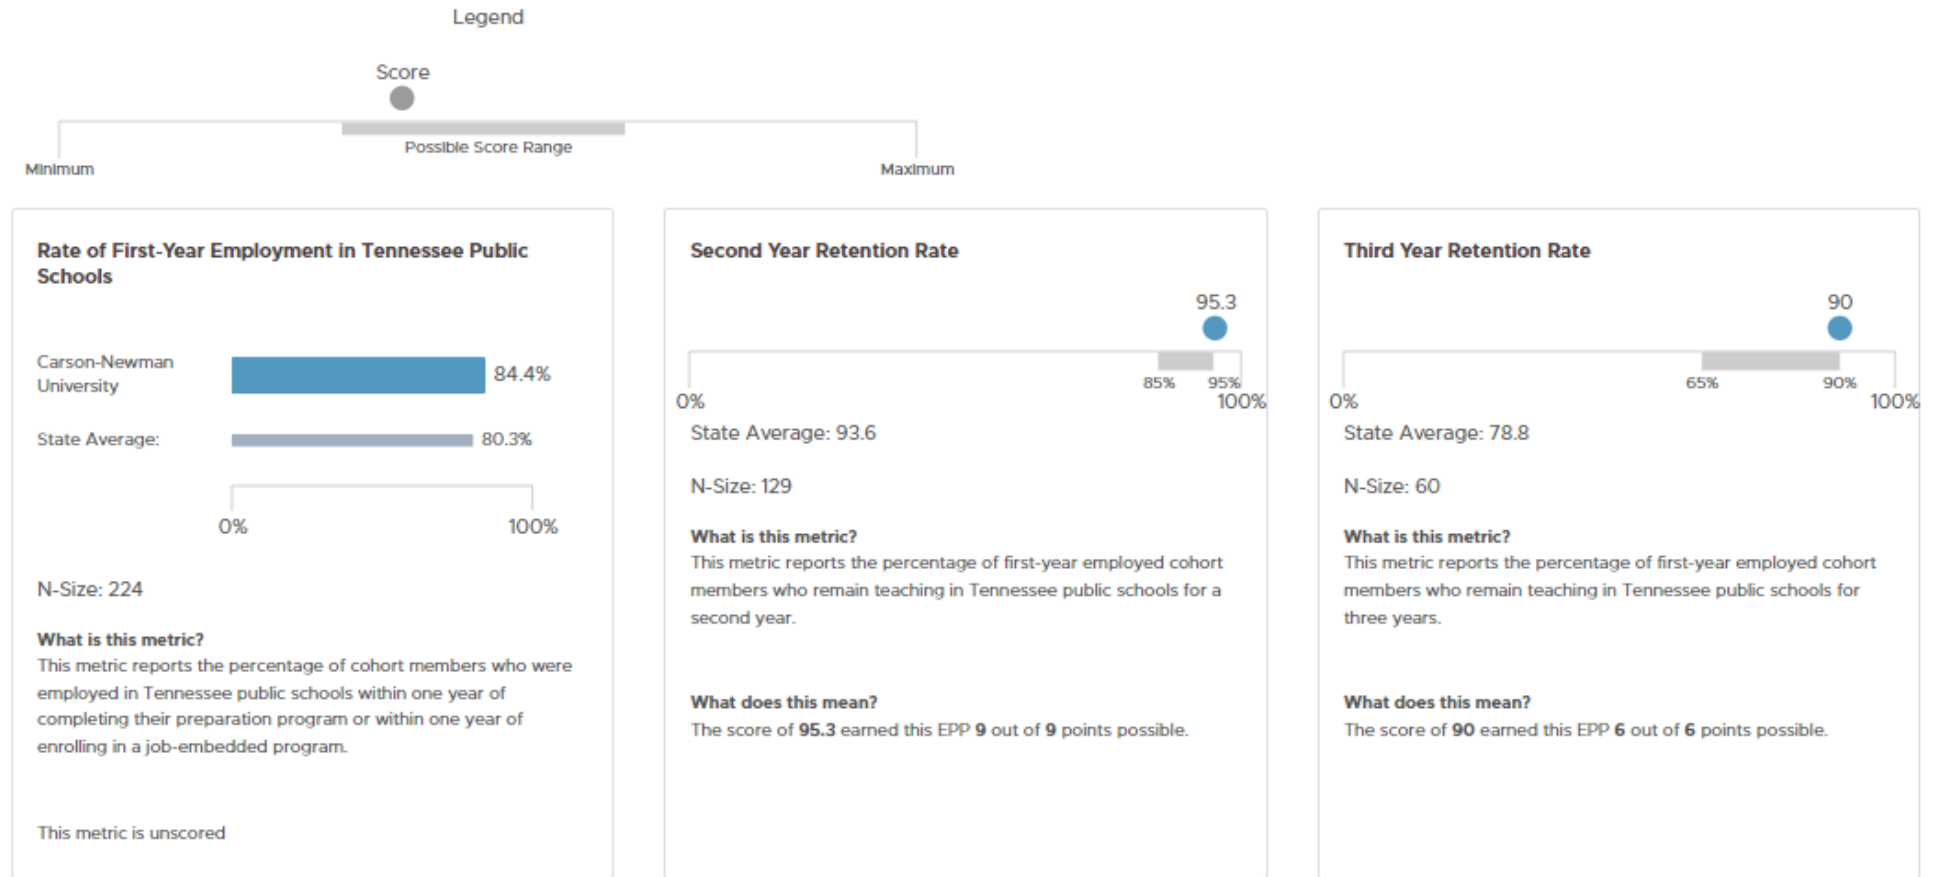 Legend
Score
Possible Score Range
Minimum
Maximum
Rate of First-Year Employment in Tennessee Public
Schools
Carson-Newman
University
84.4%
State Average:
80.3%
0%
100%
N-Size: 224
What is this metric?
This metric reports the percentage of cohort members who were
employed in Tennessee public schools within one year of
completing their preparation program or within one year of
enrolling in a job-embedded program.
This metric is unscored
Second Year Retention Rate
95.3
85%
95%
0%
100%
State Average: 93.6
N-Size: 129
What is this metric?
This metric reports the percentage of first-year employed cohort
members who remain teaching in Tennessee public schools for a
second year.
What does this mean?
The score of 95.3 earned this EPP 9 out of 9 points possible.
Third Year Retention Rate
90
65%
90%
0%
100%
State Average: 78.8
N-Size: 60
What is this metric?
This metric reports the percentage of first-year employed cohort
members who remain teaching in Tennessee public schools for
three years.
What does this mean?
The score of 90 earned this EPP 6 out of 6 points possible.